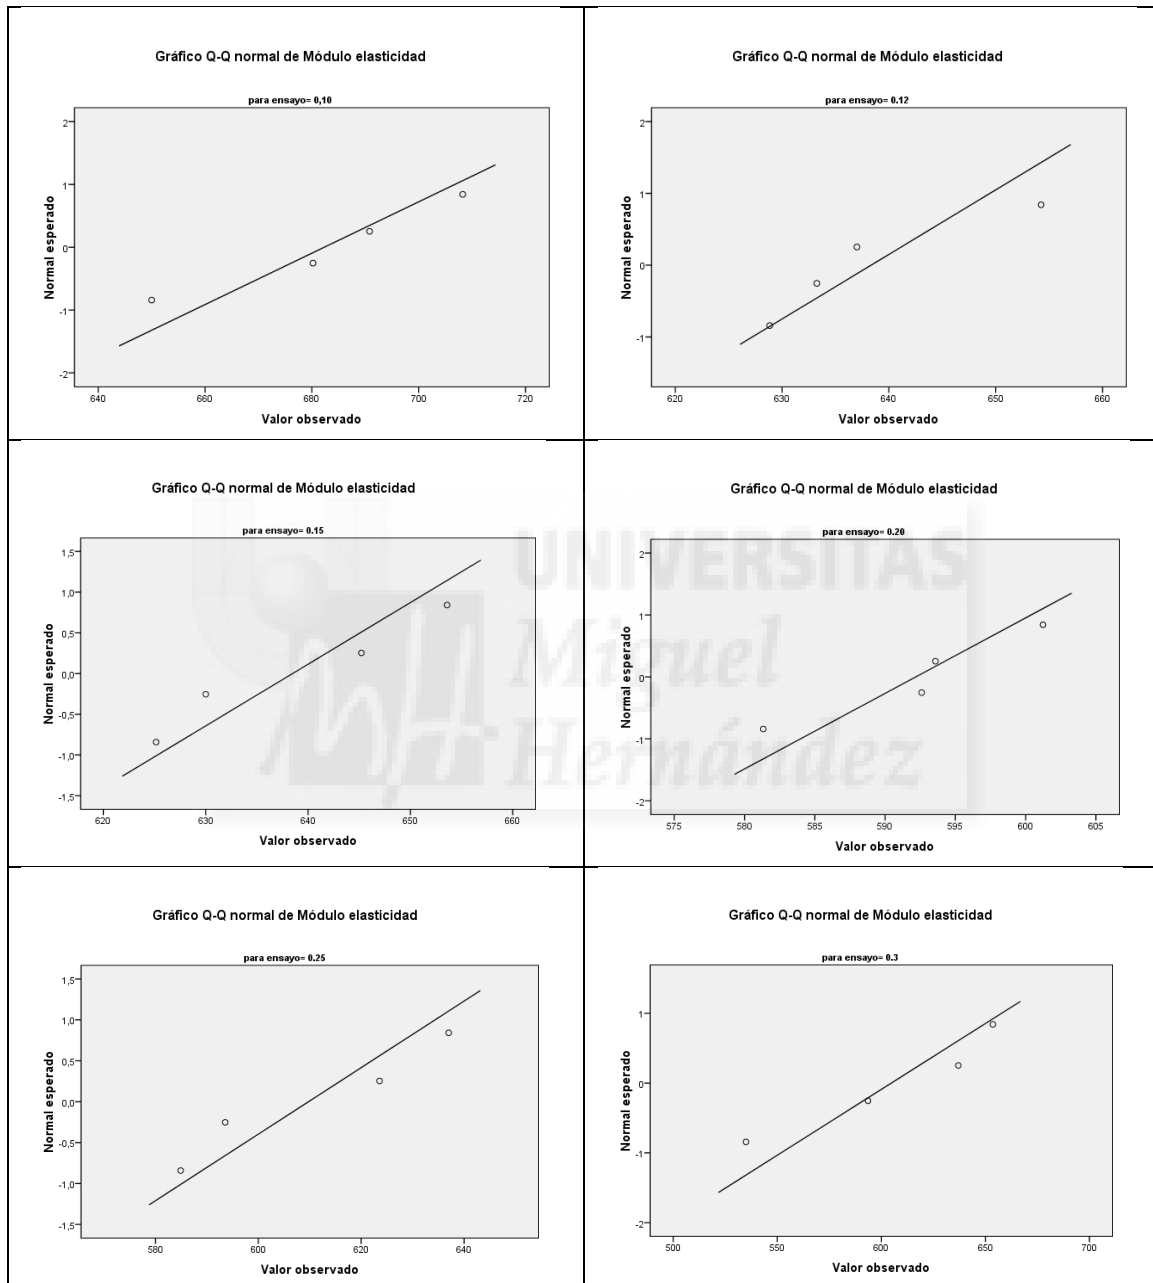 Gráfico Q-Q normal de Módulo elasticidad
para ensayo= 0,10
Normal esperado
2
1
0
-1
-2
640 660 680 700 720
Valor observado
Gráfico Q-Q normal de Módulo elasticidad
para ensayo= 0.12
Normal esperado
2
1
0
-1
620 630 640 650 660
Valor observado
Gráfico Q-Q normal de Módulo elasticidad
para ensayo= 0.15
Normal esperado
1,5
1,0
0,5
0,0
-0,5
-1,0
-1,5
620 630 640 650 660
Valor observado
Gráfico Q-Q normal de Módulo elasticidad
para ensayo= 0.20
Normal esperado
2
1
0
-1
-2
575 580 585 590 595 600 605
Valor observado
UNIVERSITAS
Miguel
Hernández
Gráfico Q-Q normal de Módulo elasticidad
para ensayo= 0.25
Normal esperado
1,5
1,0
0,5
0,0
-0,5
-1,0
-1,5
580 600 620 640
Valor observado
Gráfico Q-Q normal de Módulo elasticidad
para ensayo= 0.3
Normal esperado
1
0
-1
-2
500 550 600 650 700
Valor observado